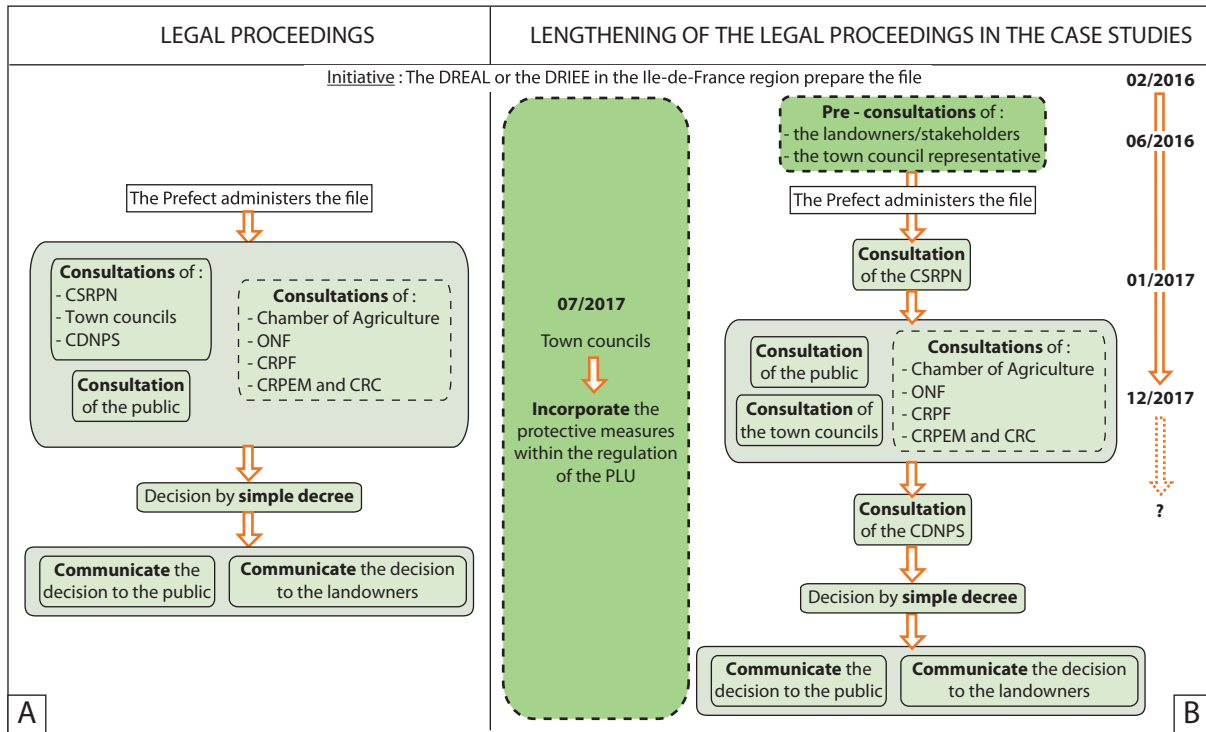 LEGAL PROCEEDINGS
LENGTHENING OF THE LEGAL PROCEEDINGS IN THE CASE STUDIES
Initiative : The DREAL or the DRIEE in the Ile-de-France region prepare the file
The Prefect administers the file
Consultations of :
- CSRPN
- Town councils
- CDNPS
Consultations of :
- Chamber of Agriculture
- ONF
- CRPF
- CRPEM and CRC
Consultation
of the public
Decision by simple decree
Communicate the
decision to the public
Communicate the decision
to the landowners
A
07/2017
Town councils
Incorporate the
protective measures
within the regulation
of the PLU
Pre - consultations of :
- the landowners/stakeholders
- the town council representative
The Prefect administers the file
Consultation
of the CSRPN
Consultation
of the public
Consultation of
the town councils
Consultations of :
- Chamber of Agriculture
- ONF
- CRPF
- CRPEM and CRC
Consultation
of the CDNPS
Decision by simple decree
Communicate the
decision to the public
Communicate the decision
to the landowners
02/2016
06/2016
01/2017
12/2017
?
B